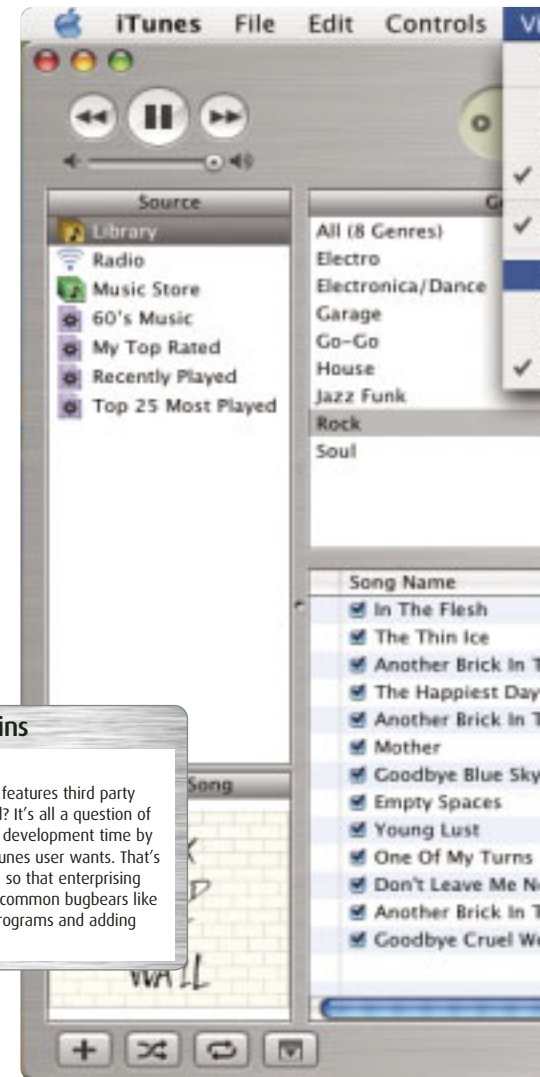 iTunes File Edit Controls Vi
Source
Library
Radio
Music Store
60's Music
My Top Rated
Recently Played
Top 25 Most Played
G
All (8 Genres)
Electro
Electronica/Dance
Garage
Go-Go
House
Jazz Funk
Rock
Soul
Song Name
In The Flesh
The Thin Ice
Another Brick In T
The Happiest Day
Another Brick In T
Mother
Goodbye Blue Sky
Empty Spaces
Young Lust
One Of My Turns
Don't Leave Me N
Another Brick In T
Goodbye Cruel W
ins
features third party
? It's all a question of
development time by
unes user wants. That's
so that enterprising
common bugbears like
rograms and adding
Song
WALL